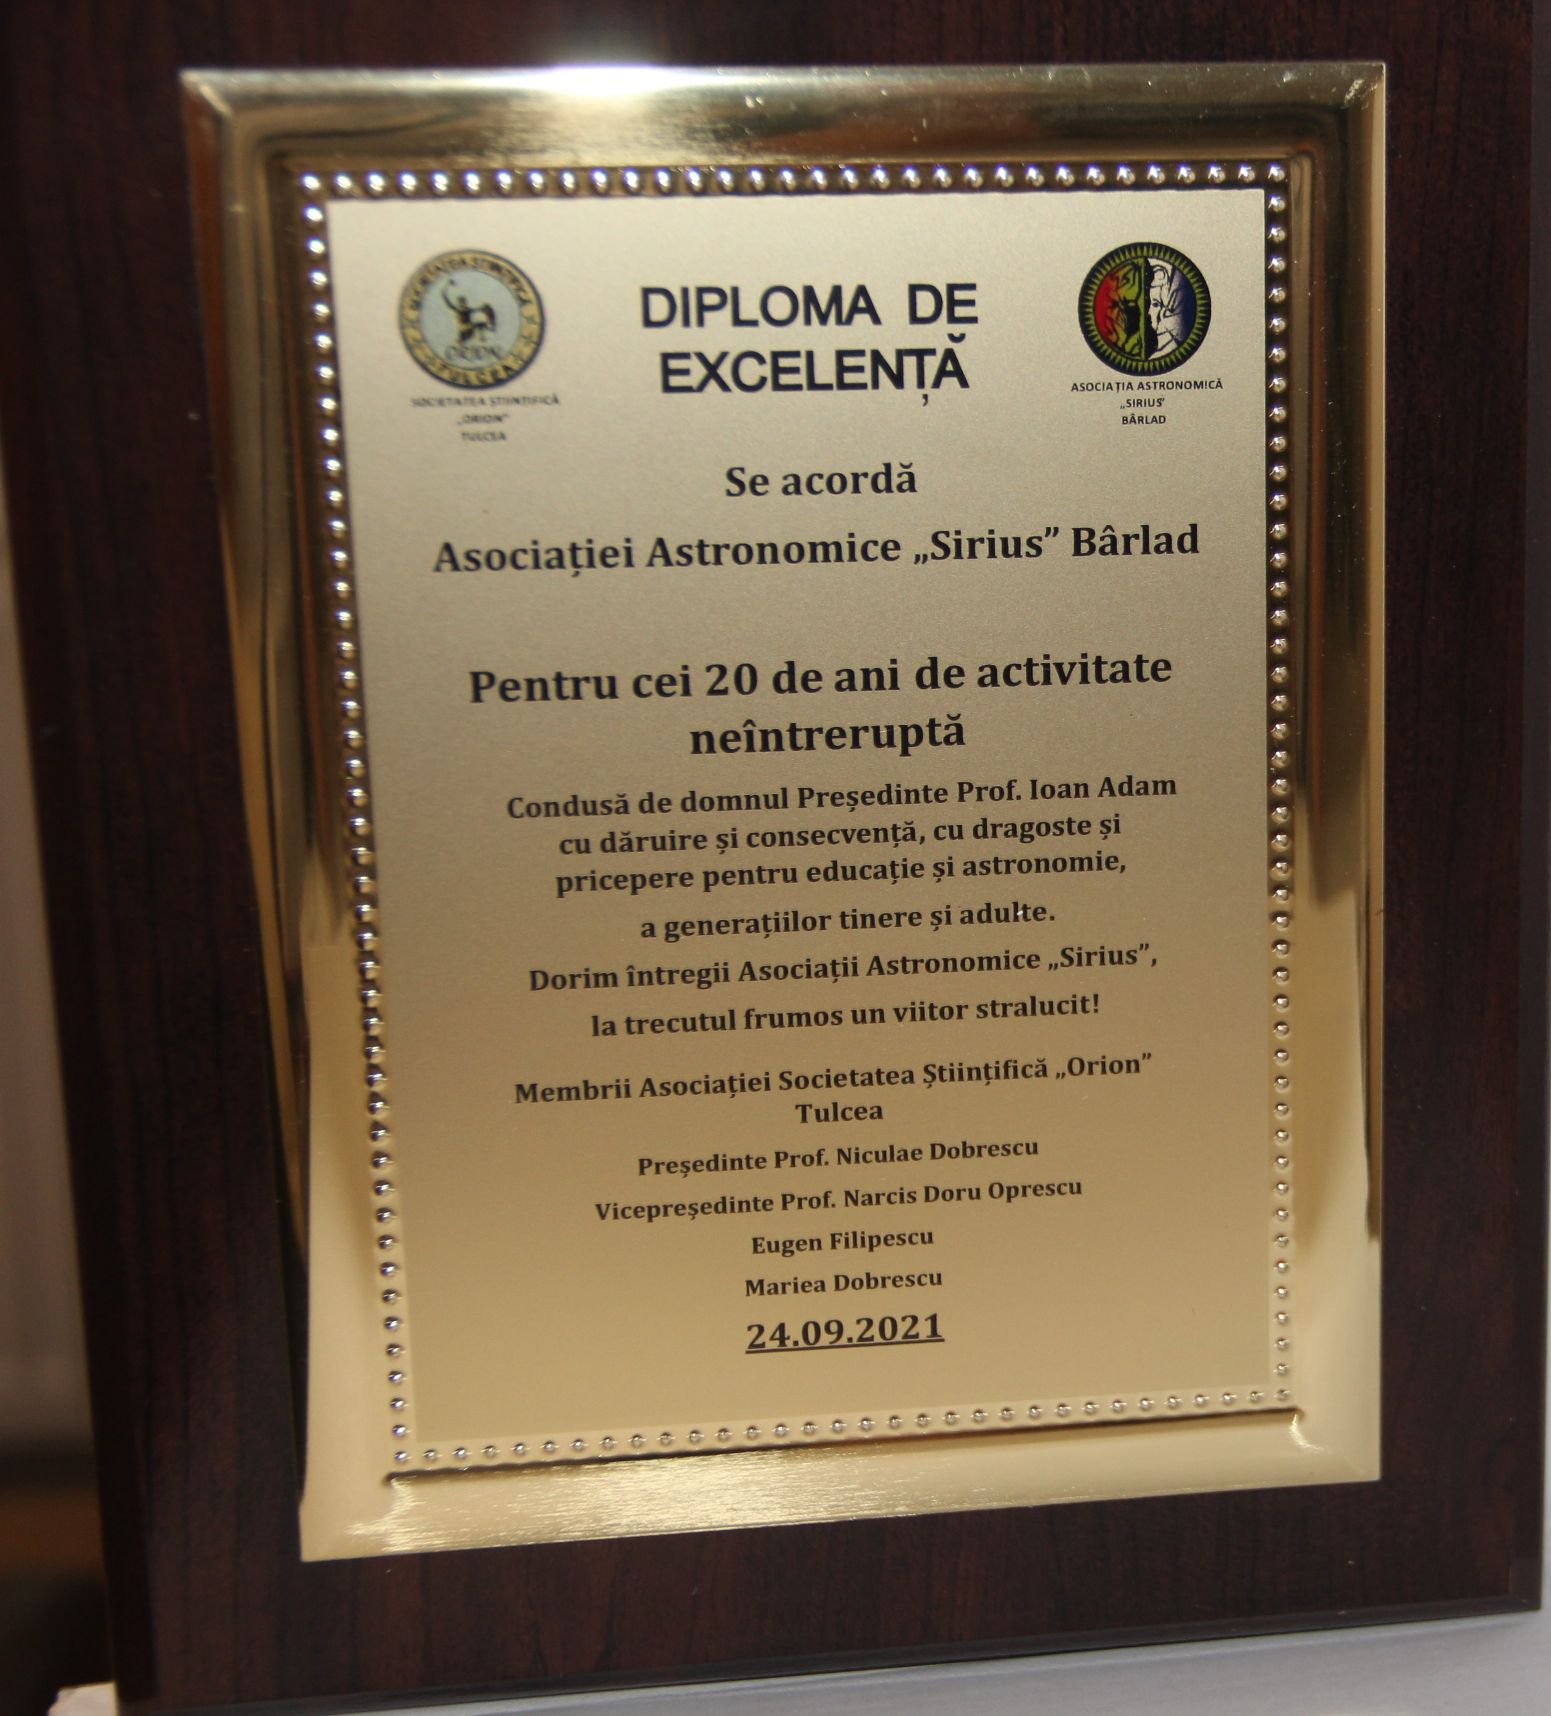 SOCIETATEA ȘTIINȚIFICĂ
ORION
TULCEA
SOCIETATEA ȘTIINȚIFICĂ
„ORION”
TULCEA
DIPLOMA DE
EXCELENȚĂ
ASOCIAȚIA ASTRONOMICĂ
„SIRIUS”
BÂRLAD
Se acordă
Asociației Astronomice „Sirius” Bârlad
Pentru cei 20 de ani de activitate
neîntreruptă
Condusă de domnul Președinte Prof. Ioan Adam
cu dăruire și consecvență, cu dragoste și
pricepere pentru educație și astronomie,
a generațiilor tinere și adulte.
Dorim întregii Asociații Astronomice „Sirius”,
la trecutul frumos un viitor stralucit!
Membrii Asociației Societatea Științifică „Orion”
Tulcea
Președinte Prof. Niculae Dobrescu
Vicepreședinte Prof. Narcis Doru Oprescu
Eugen Filipescu
Mariea Dobrescu
24.09.2021